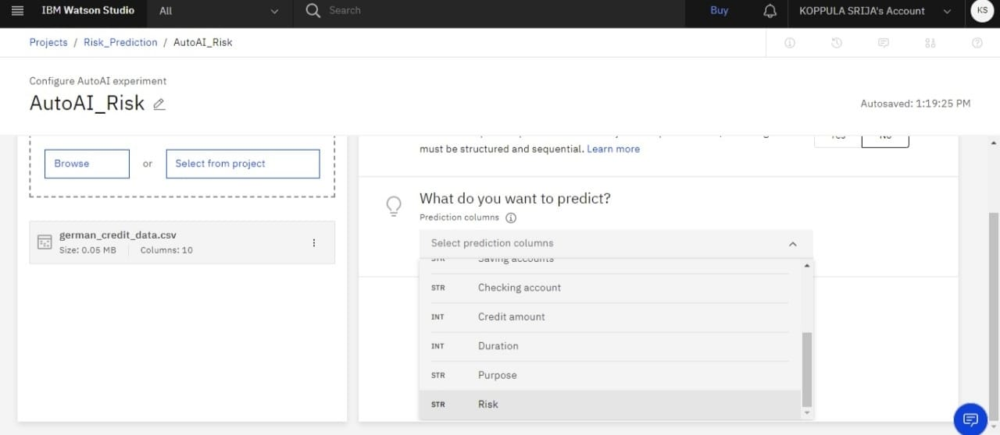 IBM Watson Studio
All
Search
Buy
KOPPULA SRIJA's Account
KS
Projects / Risk_Prediction / AutoAI_Risk
Configure AutoAI experiment
AutoAI_Risk
Autosaved: 1:19:25 PM
Browse
or
Select from project
german_credit_data.csv
Size: 0.05 MB
Columns: 10
must be structured and sequential. Learn more
Yes
No
What do you want to predict?
Prediction columns
Select prediction columns
STR Saving accounts
STR Checking account
INT Credit amount
INT Duration
STR Purpose
STR Risk